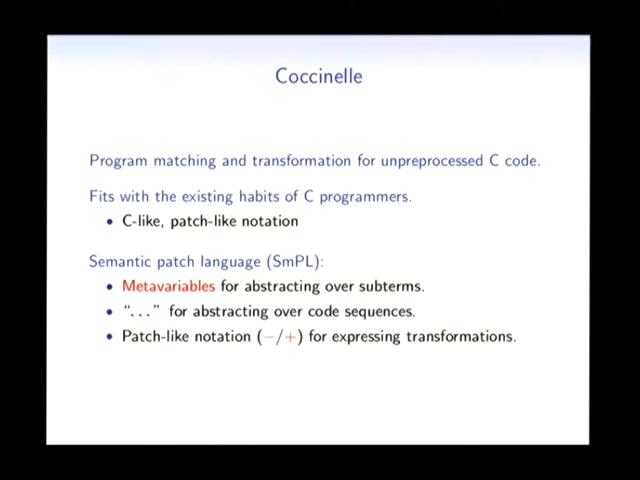 Coccinelle
Program matching and transformation for unpreprocessed C code.
Fits with the existing habits of C programmers.
• C-like, patch-like notation
Semantic patch language (SmPL):
• Metavariables for abstracting over subterms.
• “...” for abstracting over code sequences.
• Patch-like notation (−/+) for expressing transformations.